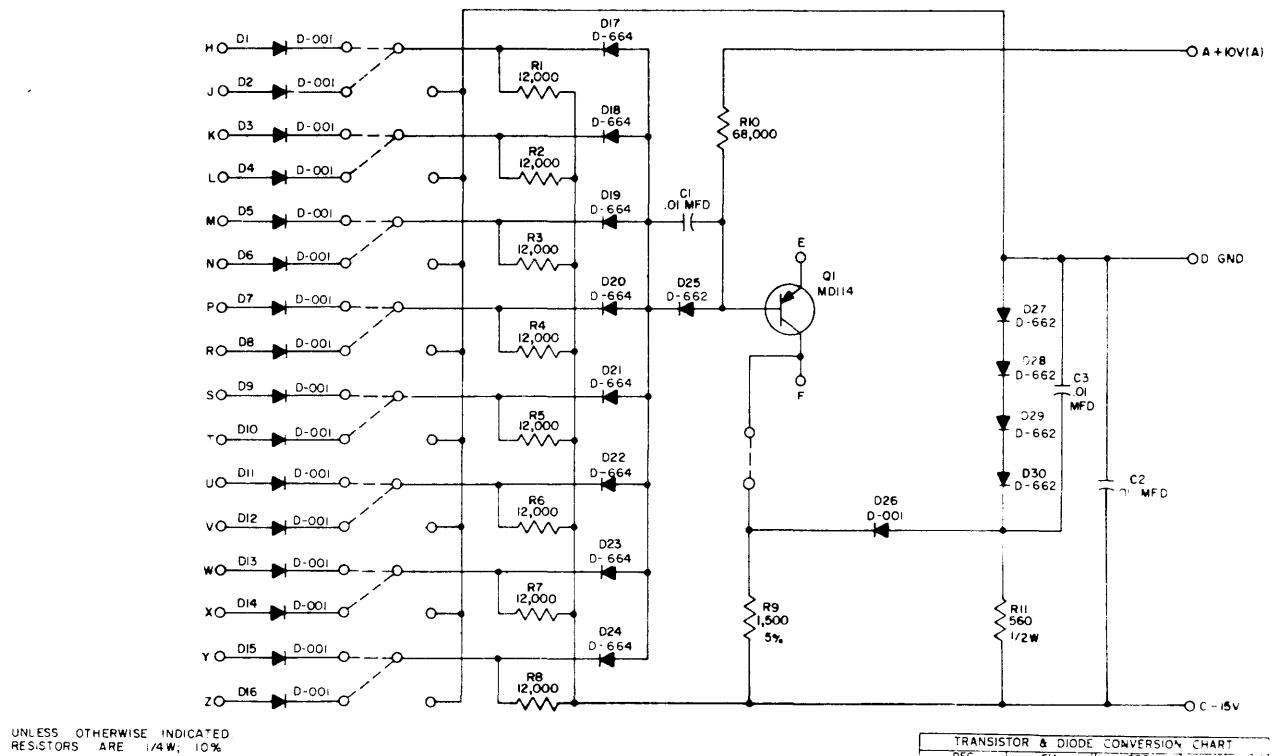 H D1 D-001
J D2 D-001
K D3 D-001
L D4 D-001
M D5 D-001
N D6 D-001
P D7 D-001
R D8 D-001
S D9 D-001
T D10 D-001
U D11 D-001
V D12 D-001
W D13 D-001
X D14 D-001
Y D15 D-001
Z D16 D-001
R1
12,000
R2
12,000
R3
12,000
R4
12,000
R5
12,000
R6
12,000
R7
12,000
R8
12,000
D17
D-664
D18
D-664
D19
D-664
D20
D-664
D21
D-664
D22
D-664
D23
D-664
D24
D-664
C1
.01 MFD
D25
D-662
R10
68,000
E
Q1
MD114
F
D26
D-001
R9
1,500
5%
A +10V(A)
D GND
D27
D-662
D28
D-662
D29
D-662
D30
D-662
C3
.01
MFD
C2
MFD
R11
560
1/2W
C -15V
UNLESS OTHERWISE INDICATED
RESISTORS ARE 1/4W; 10%
TRANSISTOR & DIODE CONVERSION CHART